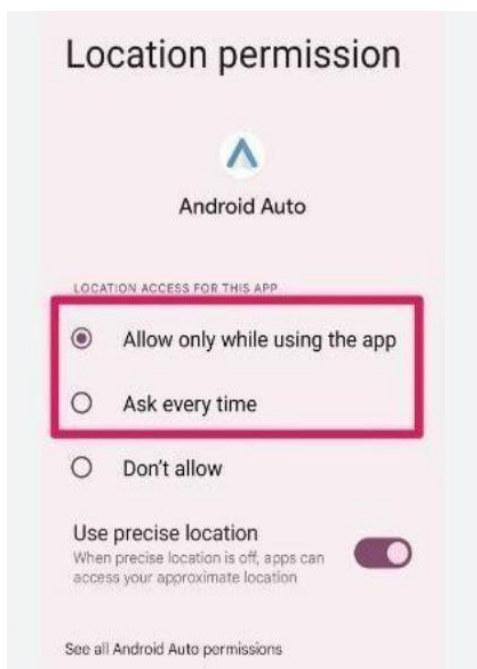 Location permission
Android Auto
LOCATION ACCESS FOR THIS APP
Allow only while using the app
Ask every time
Don't allow
Use precise location
When precise location is off, apps can
access your approximate location
See all Android Auto permissions